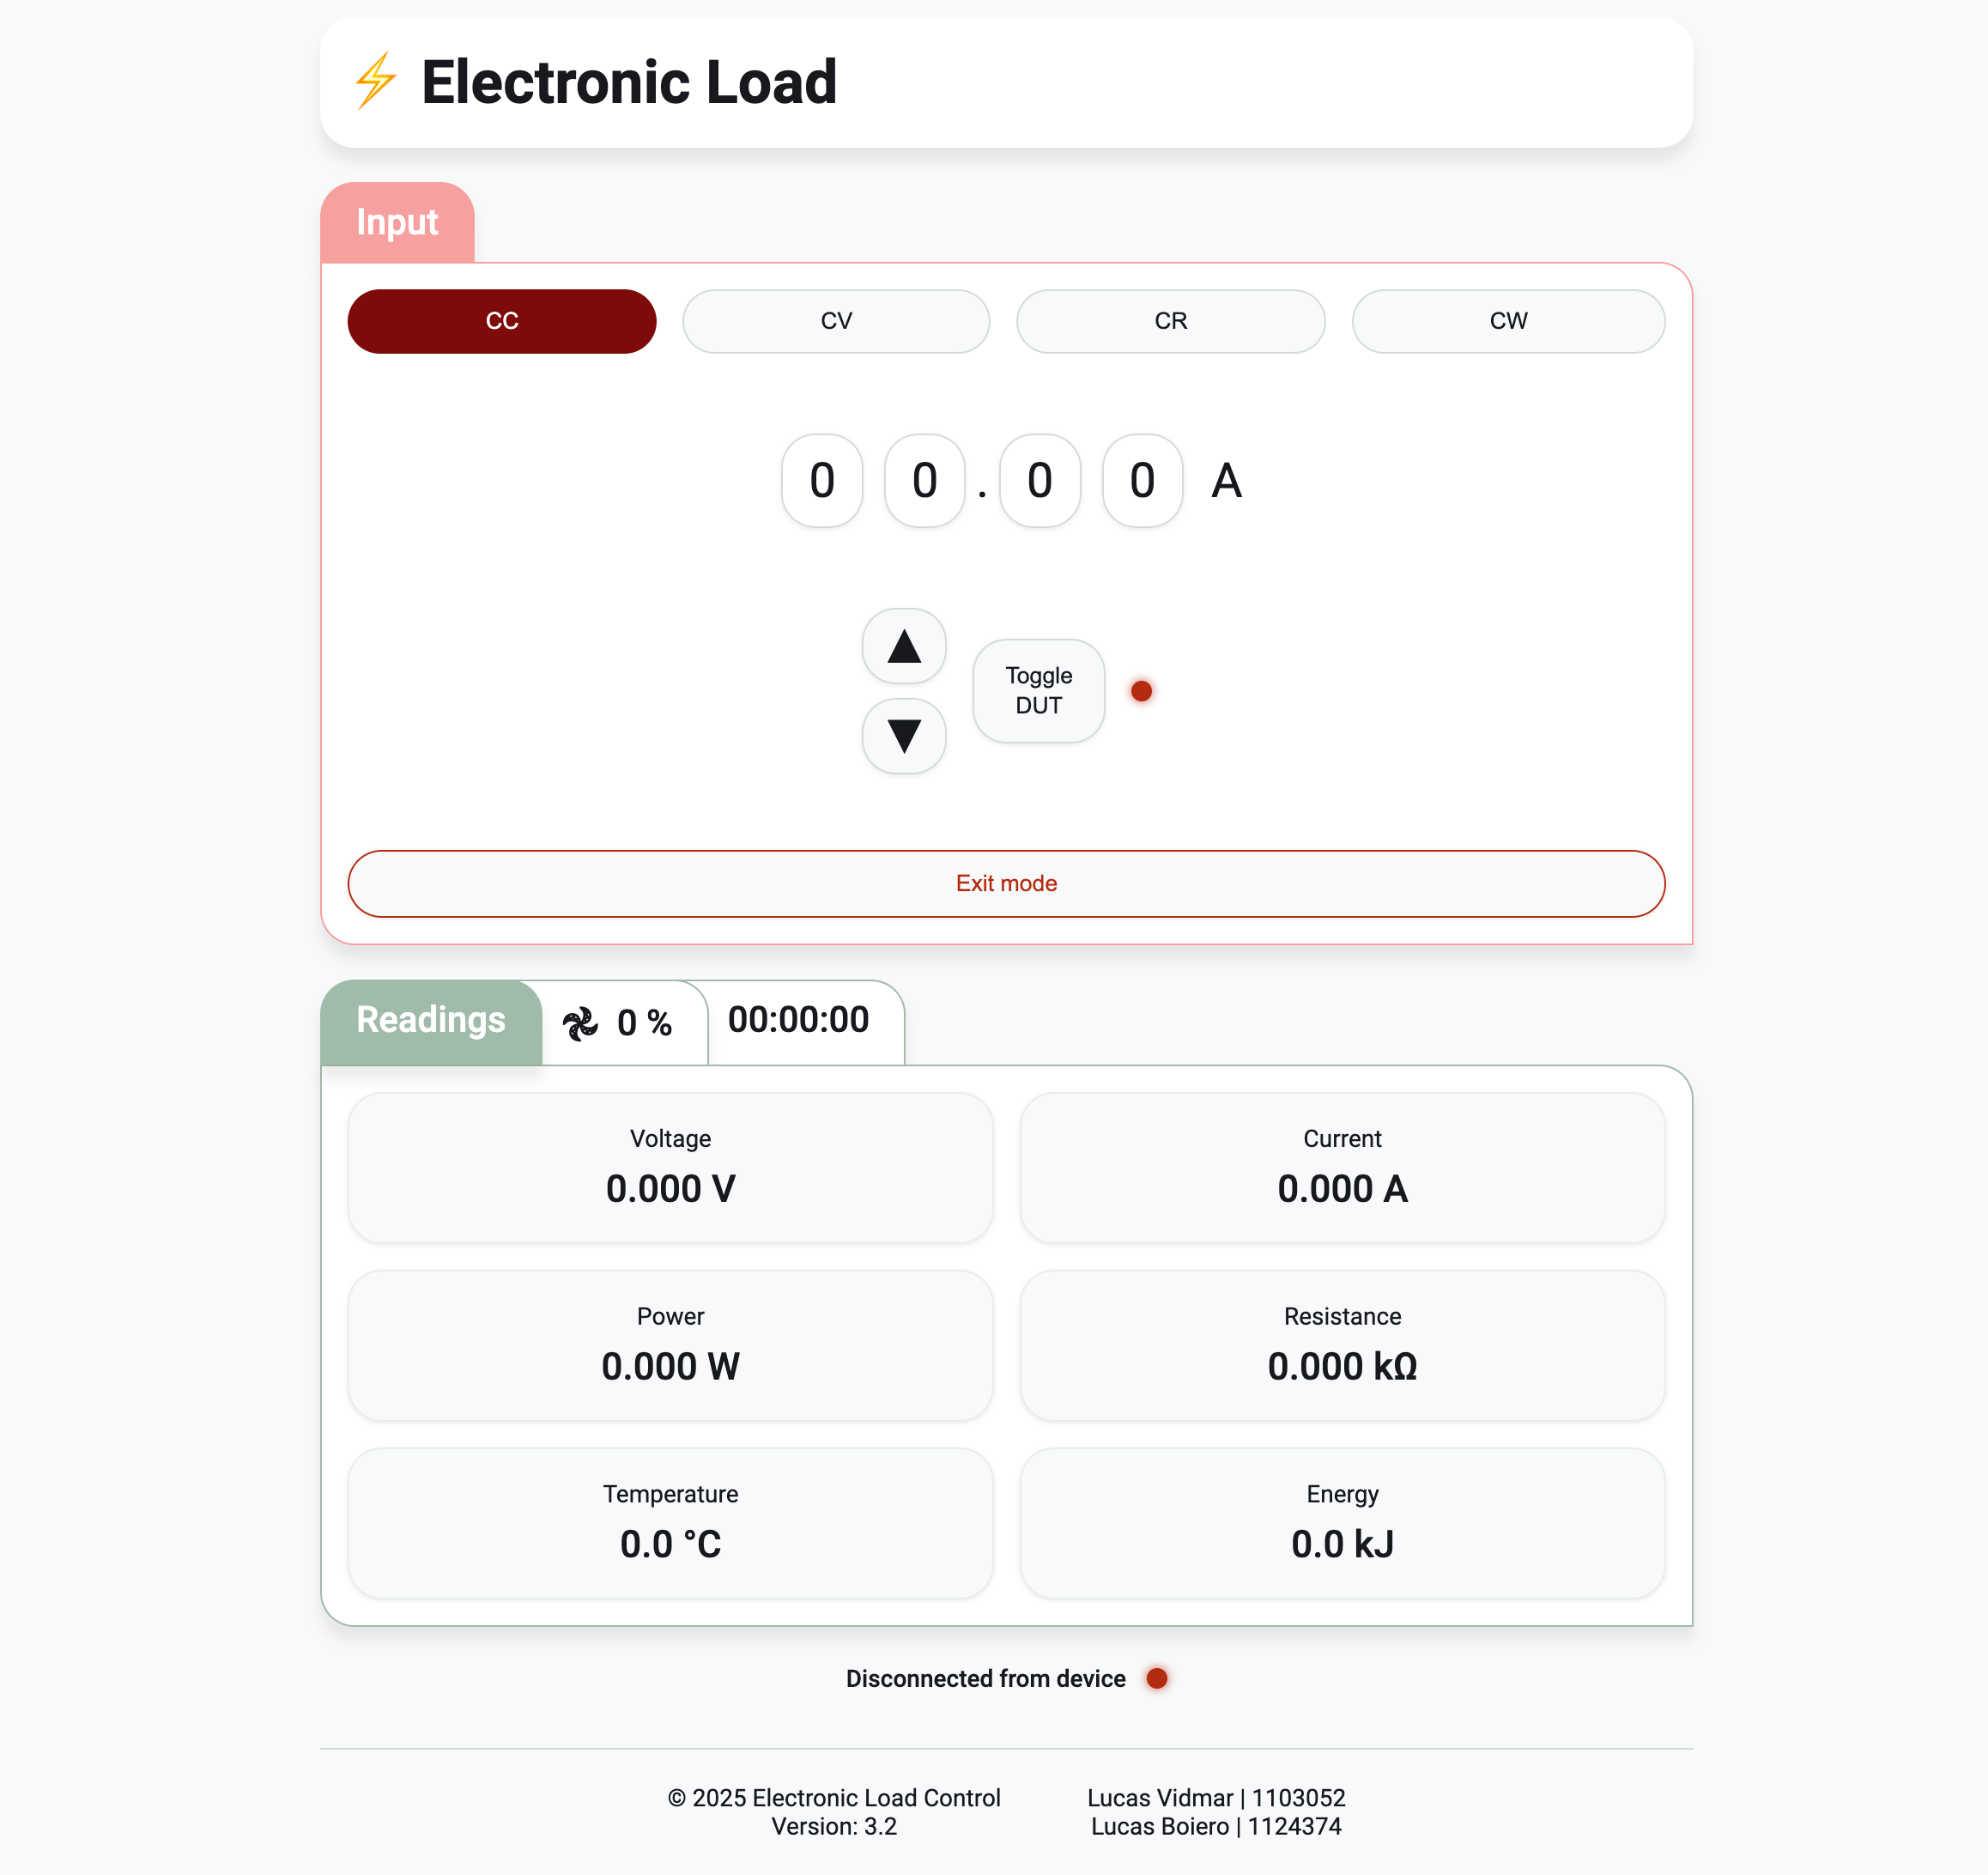 ⚡ Electronic Load
Input
CC CV CR CW
0 0 . 0 0 A
▲
Toggle
DUT
▼
Exit mode
Readings 0 % 00:00:00
Voltage
0.000 V
Current
0.000 A
Power
0.000 W
Resistance
0.000 kΩ
Temperature
0.0 °C
Energy
0.0 kJ
Disconnected from device
© 2025 Electronic Load Control
Version: 3.2
Lucas Vidmar | 1103052
Lucas Boiero | 1124374